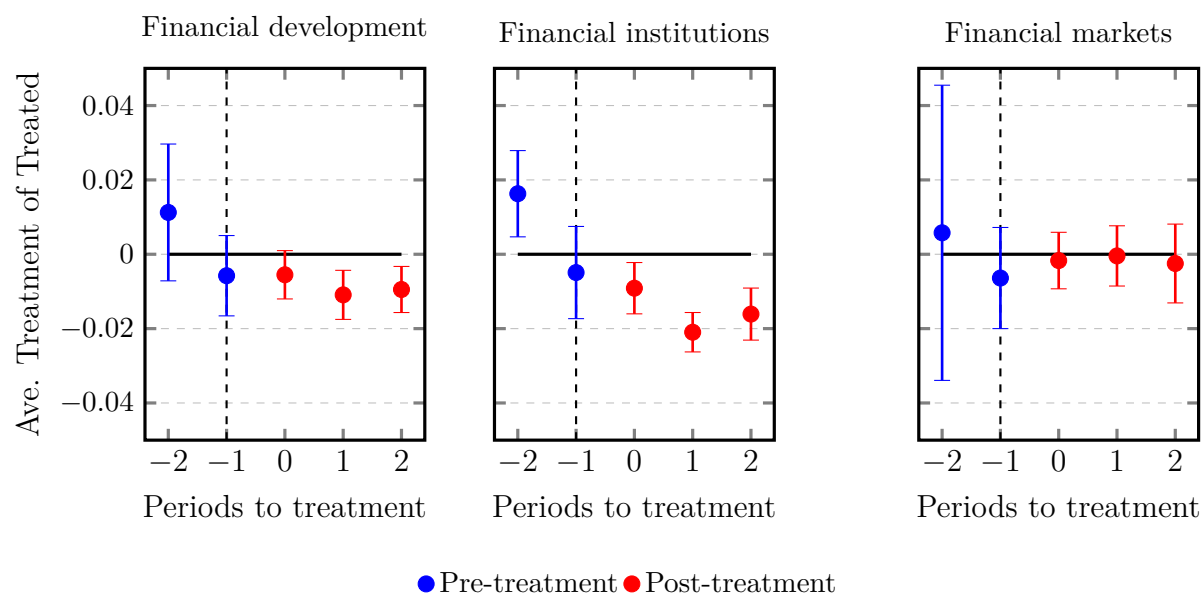 Financial development
Financial institutions
Financial markets
Ave. Treatment of Treated
0.04
0.02
0
−0.02
−0.04
−2 −1 0 1 2
−2 −1 0 1 2
−2 −1 0 1 2
Periods to treatment
Periods to treatment
Periods to treatment
Pre-treatment Post-treatment